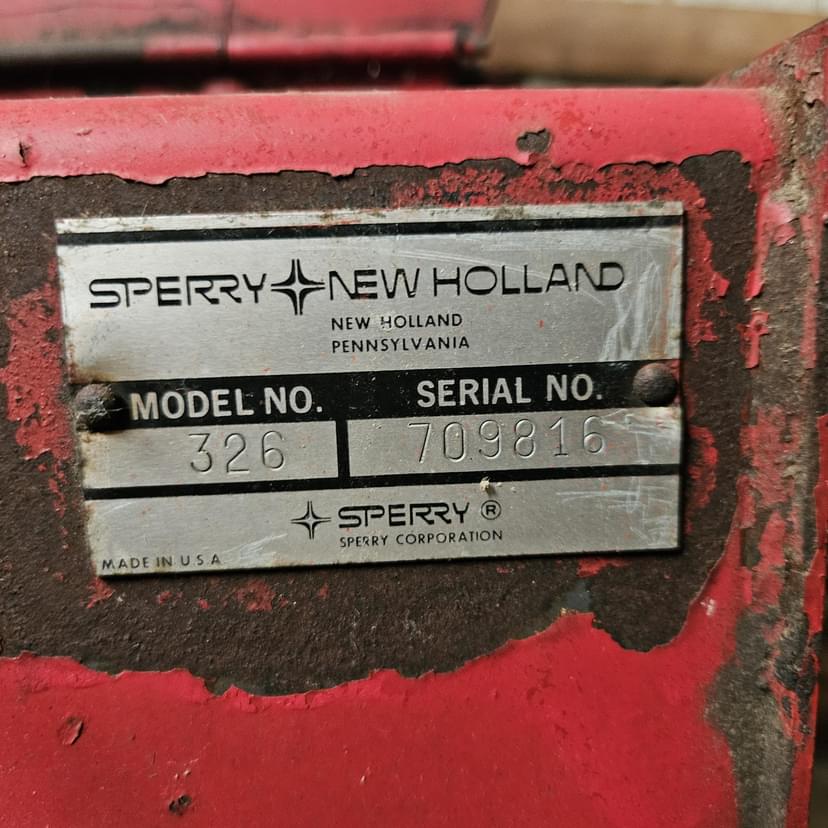 SPERRY NEW HOLLAND
NEW HOLLAND
PENNSYLVANIA
MODEL NO. SERIAL NO.
326 709816
SPERRY ®
SPERRY CORPORATION
MADE IN U.S.A